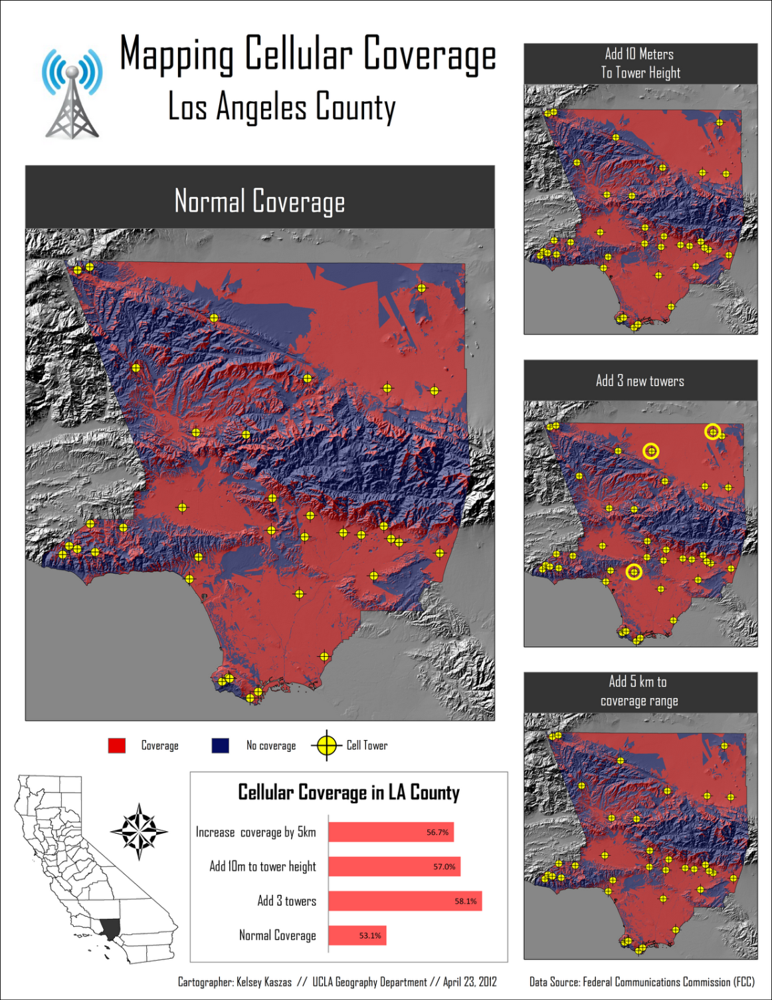 Mapping Cellular Coverage
Los Angeles County
Normal Coverage
Coverage
No coverage
Cell Tower
Cellular Coverage in LA County
Increase coverage by 5km
56.7%
Add 10m to tower height
57.0%
Add 3 towers
58.1%
Normal Coverage
53.1%
Add 10 Meters
To Tower Height
Add 3 new towers
Add 5 km to
coverage range
Cartographer: Kelsey Kaszas // UCLA Geography Department // April 23, 2012
Data Source: Federal Communications Commission (FCC)